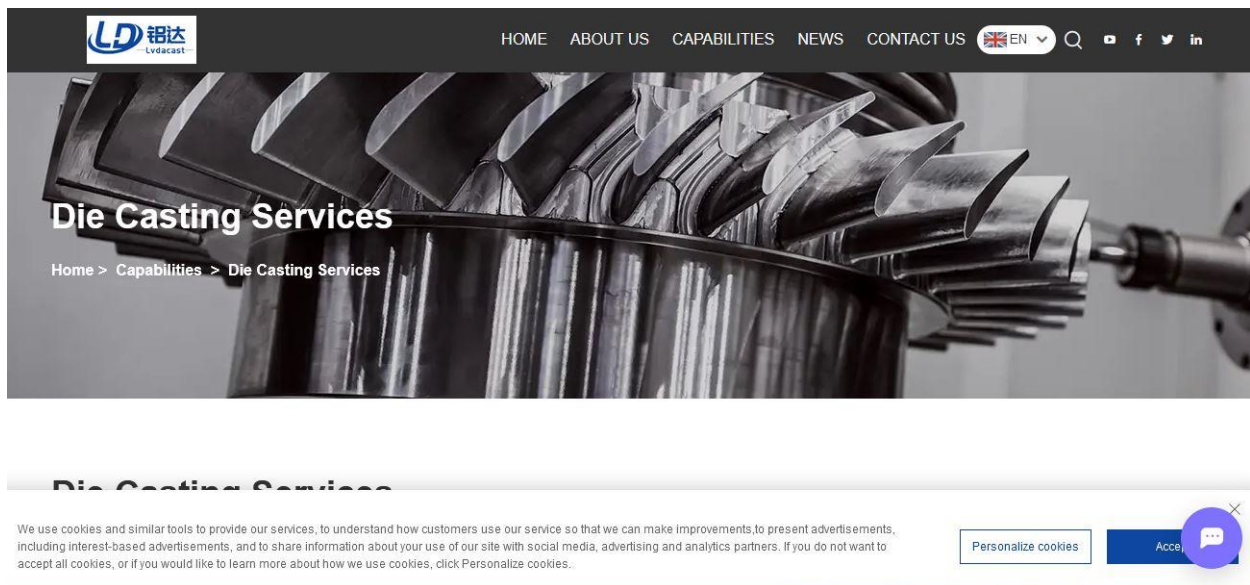 LD 铝达
Lvdacast
HOME ABOUT US CAPABILITIES NEWS CONTACT US EN
Die Casting Services
Home > Capabilities > Die Casting Services
Die Casting Services
We use cookies and similar tools to provide our services, to understand how customers use our service so that we can make improvements,to present advertisements,
including interest-based advertisements, and to share information about your use of our site with social media, advertising and analytics partners. If you do not want to
accept all cookies, or if you would like to learn more about how we use cookies, click Personalize cookies.
Personalize cookies